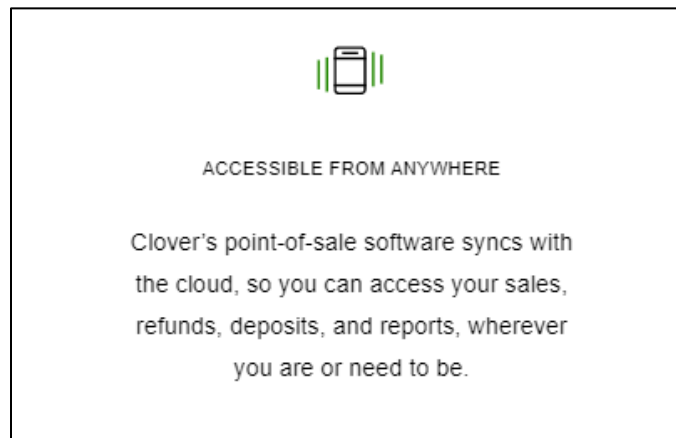 ACCESSIBLE FROM ANYWHERE
Clover’s point-of-sale software syncs with
the cloud, so you can access your sales,
refunds, deposits, and reports, wherever
you are or need to be.